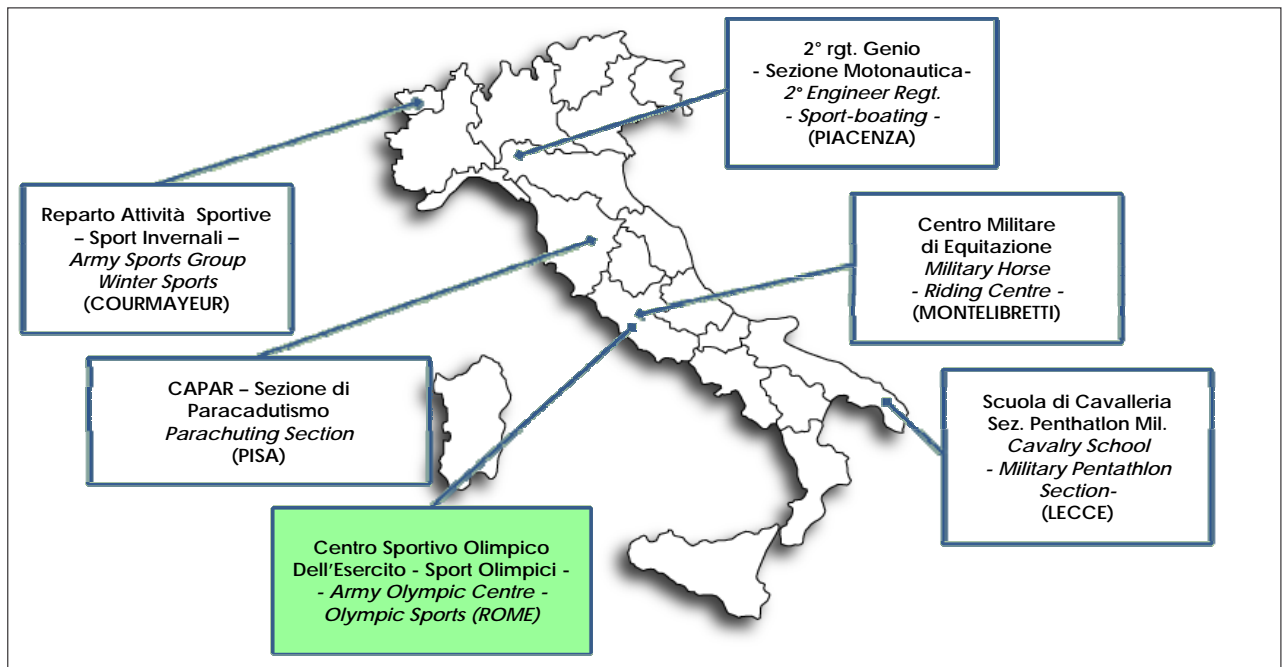 2° rgt. Genio
- Sezione Motonautica-
2° Engineer Regt.
- Sport-boating -
(PIACENZA)
Reparto Attività Sportive
– Sport Invernali –
Army Sports Group
Winter Sports
(COURMAYEUR)
Centro Militare
di Equitazione
Military Horse
- Riding Centre -
(MONTELIBRETTI)
CAPAR – Sezione di
Paracadutismo
Parachuting Section
(PISA)
Scuola di Cavalleria
Sez. Penthatlon Mil.
Cavalry School
- Military Pentathlon
Section-
(LECCE)
Centro Sportivo Olimpico
Dell'Esercito - Sport Olimpici -
- Army Olympic Centre -
Olympic Sports (ROME)